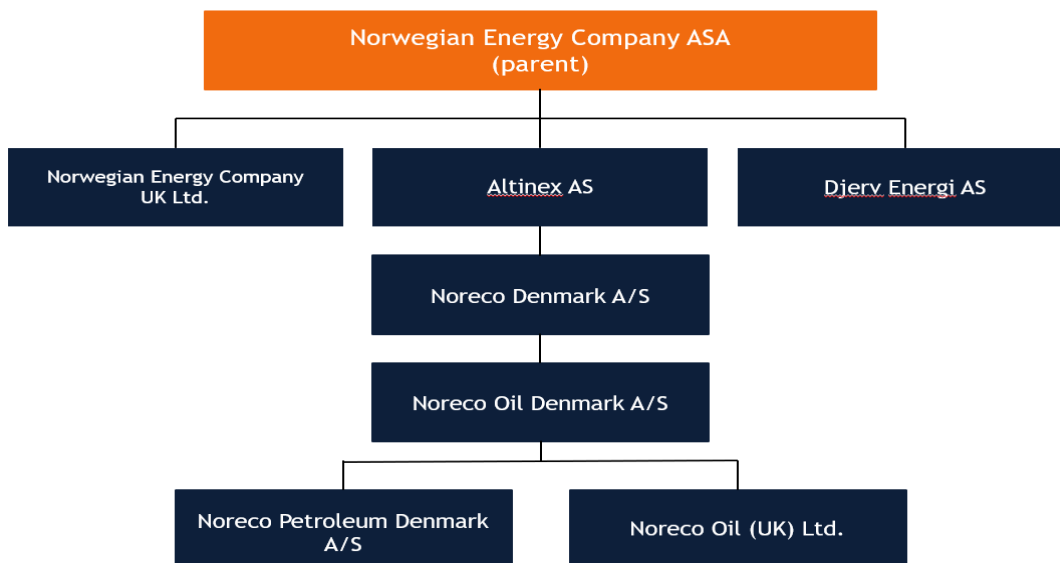 Norwegian Energy Company ASA
(parent)
Norwegian Energy Company
UK Ltd.
Altinex AS
Djerv Energi AS
Noreco Denmark A/S
Noreco Oil Denmark A/S
Noreco Petroleum Denmark
A/S
Noreco Oil (UK) Ltd.